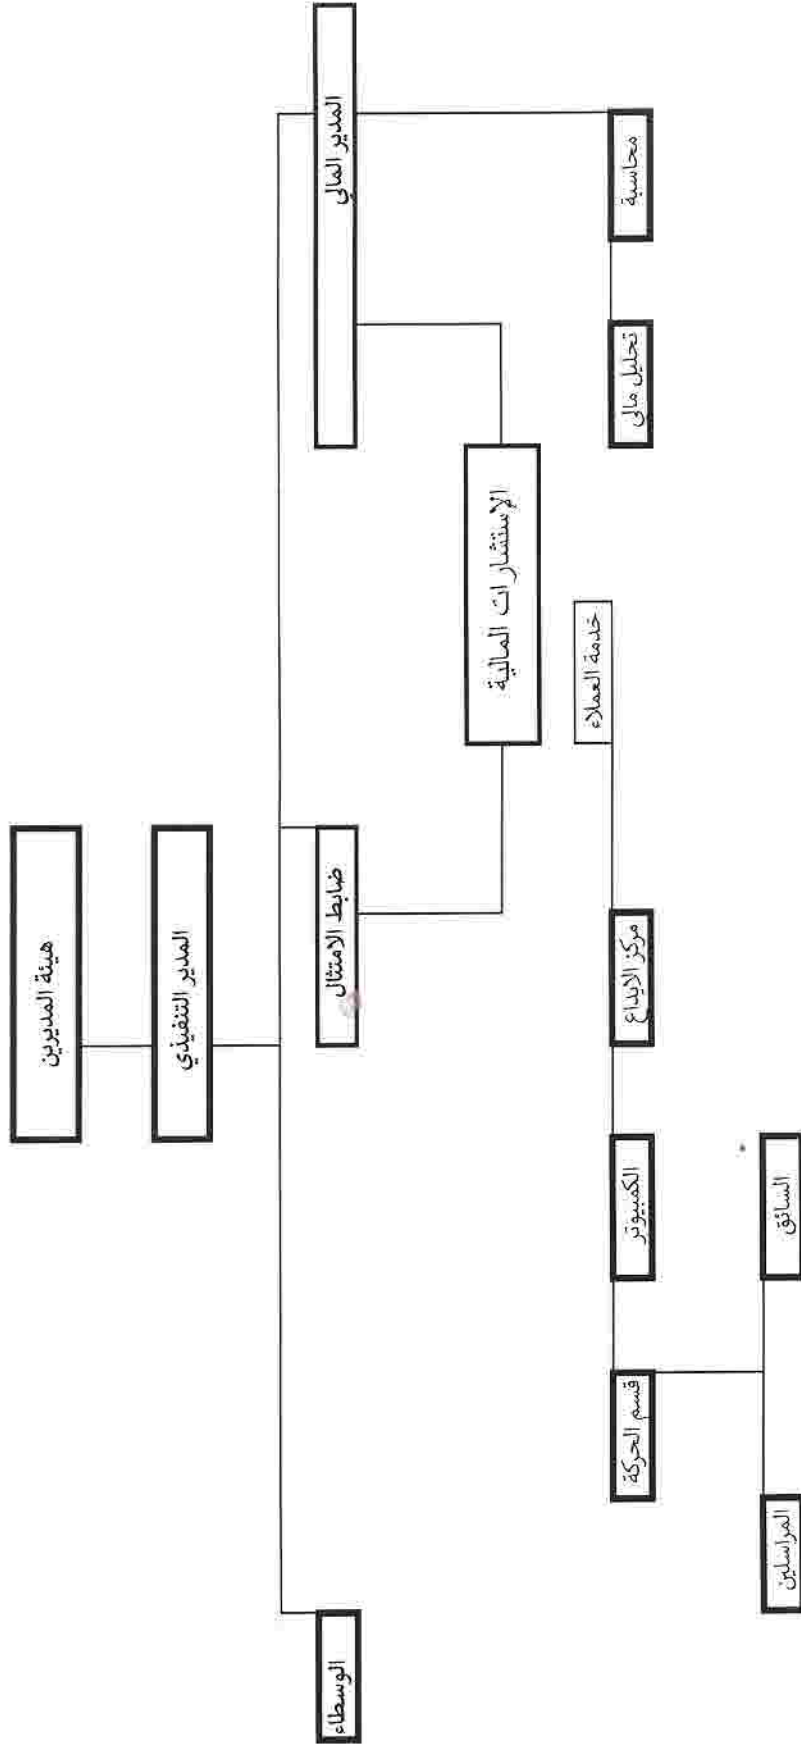 هيئة المديرين
المدير التنفيذي
المدير المالي
ضابط الامتثال
الوسطاء
الإستشارات المالية
خدمة العملاء
محاسبة
تحليل مالي
مركز الايداع
الكمبيوتر
قسم الحركة
السائق
المراسلين